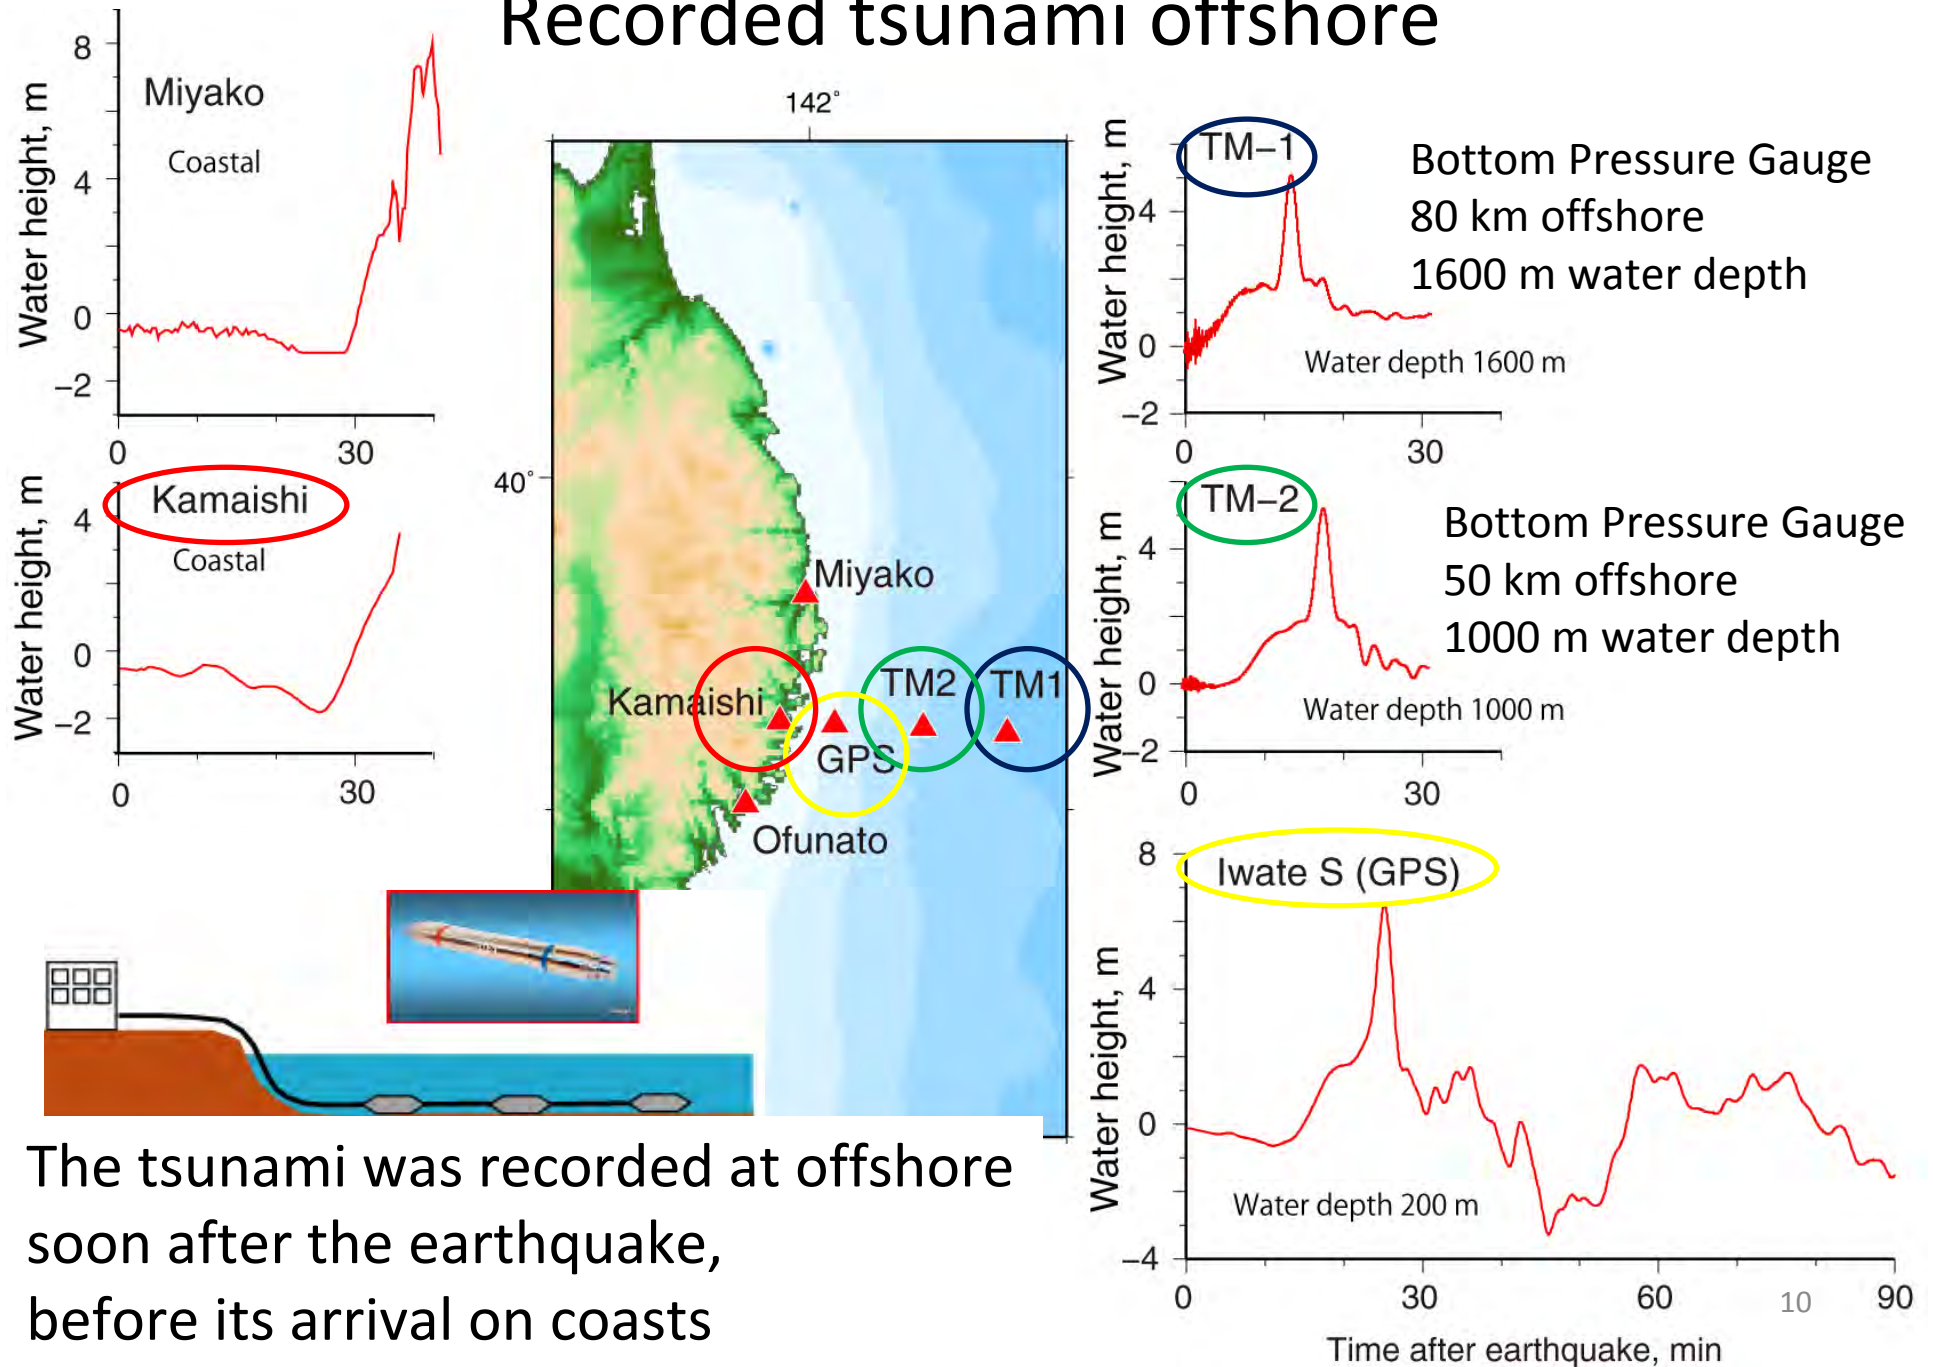 Recorded tsunami offshore
Water height, m
8
4
0
−2
Miyako
Coastal
0
30
Water height, m
4
0
−2
Kamaishi
Coastal
0
30
142°
40°
Miyako
Kamaishi
TM2
TM1
GPS
Ofunato
Water height, m
4
0
−2
TM−1
Water depth 1600 m
0
30
Bottom Pressure Gauge
80 km offshore
1600 m water depth
Water height, m
4
0
−2
TM−2
Water depth 1000 m
0
30
Bottom Pressure Gauge
50 km offshore
1000 m water depth
Water height, m
8
4
0
−4
Iwate S (GPS)
Water depth 200 m
0
30
60
90
10
Time after earthquake, min
The tsunami was recorded at offshore
soon after the earthquake,
before its arrival on coasts